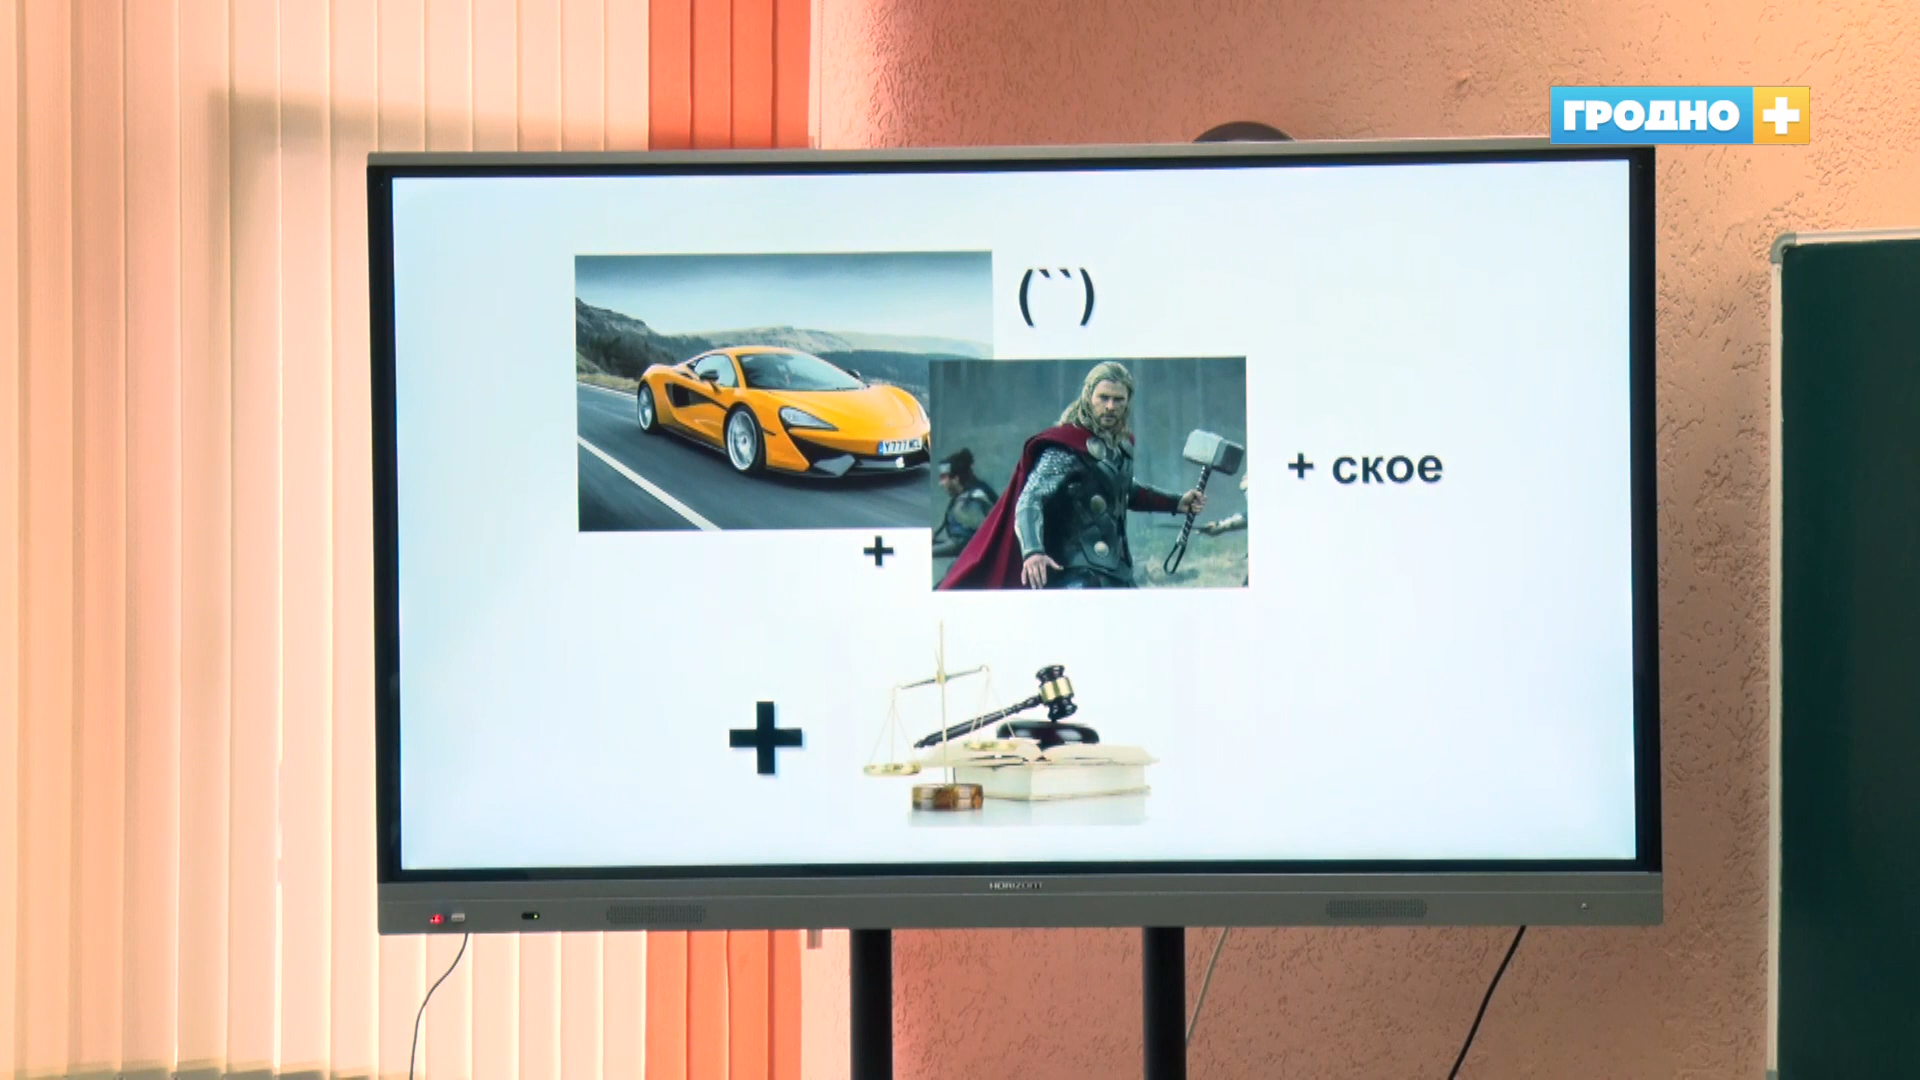 ГРОДНО +
(``)
Y777 MCL
+ ское
+
+
HORIZONT